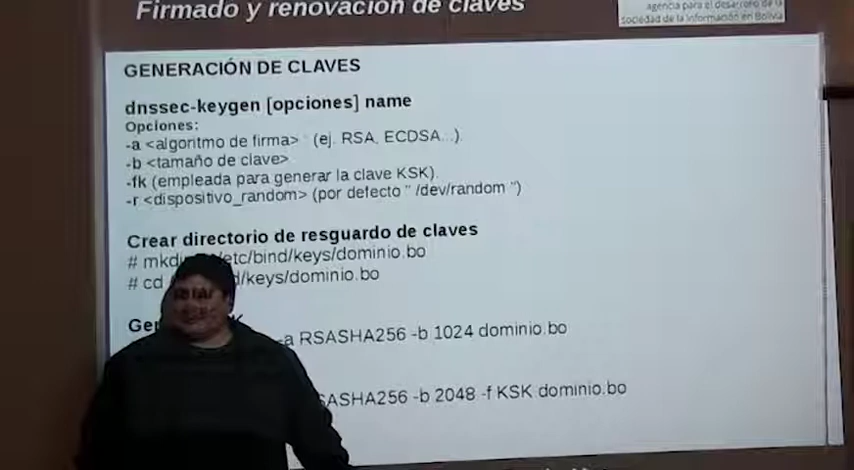 Firmado y renovación de claves
agencia para el desarrollo de la
sociedad de la información en Bolivia
GENERACIÓN DE CLAVES
dnssec-keygen [opciones] name
Opciones:
-a <algoritmo de firma> (ej. RSA, ECDSA...).
-b <tamaño de clave>
-fk (empleada para generar la clave KSK).
-r <dispositivo_random> (por defecto " /dev/random ")
Crear directorio de resguardo de claves
# mkd /etc/bind/keys/dominio.bo
# cd d/keys/dominio.bo
Ge K
-a RSASHA256 -b 1024 dominio.bo
SASHA256 -b 2048 -f KSK dominio.bo